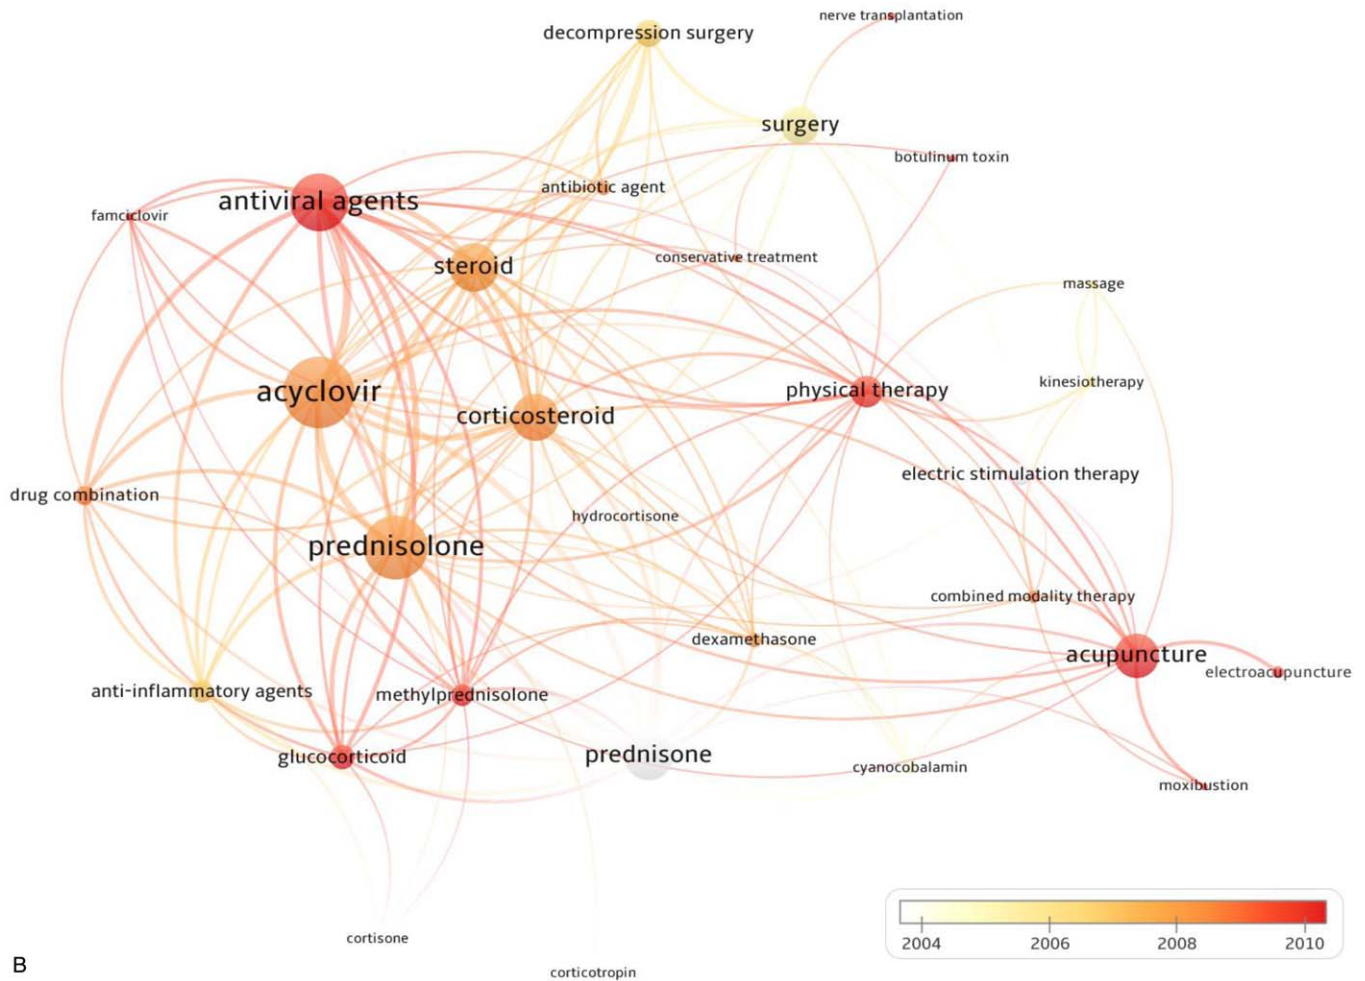 nerve transplantation
decompression surgery
surgery
botulinum toxin
antibiotic agent
antiviral agents
famciclovir
conservative treatment
steroid
massage
kinesiotherapy
physical therapy
acyclovir
corticosteroid
electric stimulation therapy
drug combination
hydrocortisone
prednisolone
combined modality therapy
dexamethasone
acupuncture
electroacupuncture
anti-inflammatory agents
methylprednisolone
glucocorticoid
prednisone
cyanocobalamin
moxibustion
cortisone
corticotropin
2004 2006 2008 2010
B